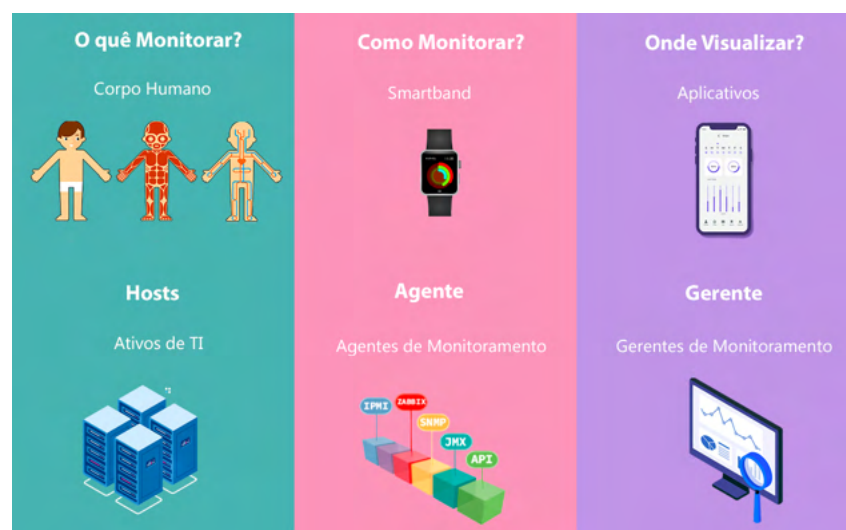 O quê Monitorar?
Corpo Humano
Hosts
Ativos de TI
Como Monitorar?
Smartband
Agente
Agentes de Monitoramento
IPMI
ZABBIX
SNMP
JMX
API
Onde Visualizar?
Aplicativos
Gerente
Gerentes de Monitoramento